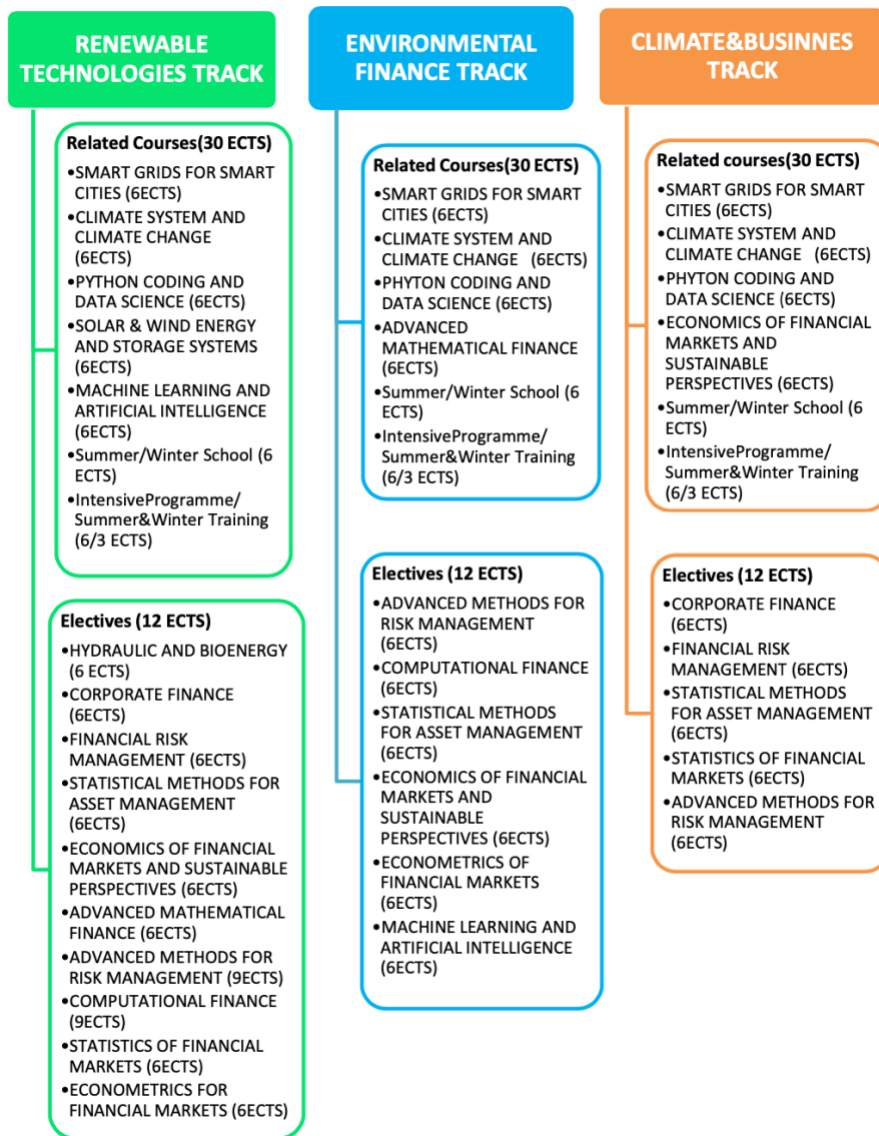 RENEWABLE
TECHNOLOGIES TRACK
Related Courses(30 ECTS)
•SMART GRIDS FOR SMART
CITIES (6ECTS)
•CLIMATE SYSTEM AND
CLIMATE CHANGE
(6ECTS)
•PYTHON CODING AND
DATA SCIENCE (6ECTS)
•SOLAR & WIND ENERGY
AND STORAGE SYSTEMS
(6ECTS)
•MACHINE LEARNING AND
ARTIFICIAL INTELLIGENCE
(6ECTS)
•Summer/Winter School (6
ECTS)
•IntensiveProgramme/
Summer&Winter Training
(6/3 ECTS)
Electives (12 ECTS)
•HYDRAULIC AND BIOENERGY
(6 ECTS)
•CORPORATE FINANCE
(6ECTS)
•FINANCIAL RISK
MANAGEMENT (6ECTS)
•STATISTICAL METHODS FOR
ASSET MANAGEMENT
(6ECTS)
•ECONOMICS OF FINANCIAL
MARKETS AND SUSTAINABLE
PERSPECTIVES (6ECTS)
•ADVANCED MATHEMATICAL
FINANCE (6ECTS)
•ADVANCED METHODS FOR
RISK MANAGEMENT (9ECTS)
•COMPUTATIONAL FINANCE
(9ECTS)
•STATISTICS OF FINANCIAL
MARKETS (6ECTS)
•ECONOMETRICS FOR
FINANCIAL MARKETS (6ECTS)
ENVIRONMENTAL
FINANCE TRACK
Related Courses(30 ECTS)
•SMART GRIDS FOR SMART
CITIES (6ECTS)
•CLIMATE SYSTEM AND
CLIMATE CHANGE (6ECTS)
•PHYTON CODING AND
DATA SCIENCE (6ECTS)
•ADVANCED
MATHEMATICAL FINANCE
(6ECTS)
•Summer/Winter School (6
ECTS)
•IntensiveProgramme/
Summer&Winter Training
(6/3 ECTS)
Electives (12 ECTS)
•ADVANCED METHODS FOR
RISK MANAGEMENT
(6ECTS)
•COMPUTATIONAL FINANCE
(6ECTS)
•STATISTICAL METHODS
FOR ASSET MANAGEMENT
(6ECTS)
•ECONOMICS OF FINANCIAL
MARKETS AND
SUSTAINABLE
PERSPECTIVES (6ECTS)
•ECONOMETRICS OF
FINANCIAL MARKETS
(6ECTS)
•MACHINE LEARNING AND
ARTIFICIAL INTELLIGENCE
(6ECTS)
CLIMATE&BUSINNES
TRACK
Related courses(30 ECTS)
•SMART GRIDS FOR SMART
CITIES (6ECTS)
•CLIMATE SYSTEM AND
CLIMATE CHANGE (6ECTS)
•PHYTON CODING AND
DATA SCIENCE (6ECTS)
•ECONOMICS OF FINANCIAL
MARKETS AND
SUSTAINABLE
PERSPECTIVES (6ECTS)
•Summer/Winter School (6
ECTS)
•IntensiveProgramme/
Summer&Winter Training
(6/3 ECTS)
Electives (12 ECTS)
•CORPORATE FINANCE
(6ECTS)
•FINANCIAL RISK
MANAGEMENT (6ECTS)
•STATISTICAL METHODS
FOR ASSET MANAGEMENT
(6ECTS)
•STATISTICS OF FINANCIAL
MARKETS (6ECTS)
•ADVANCED METHODS FOR
RISK MANAGEMENT
(6ECTS)